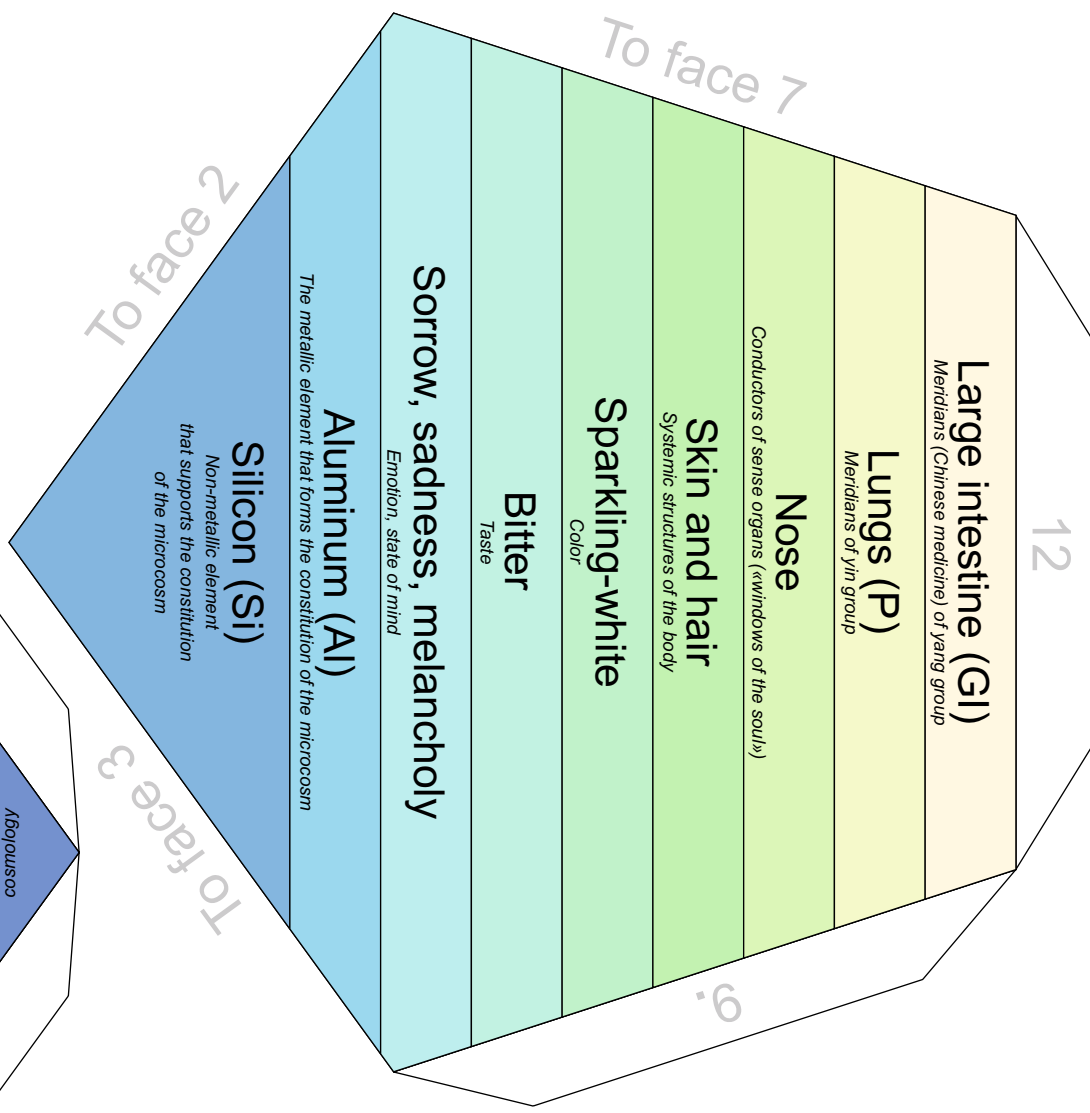 12
Large intestine (GI)
Meridians (Chinese medicine) of yang group
Lungs (P)
Meridians of yin group
Nose
Conductors of sense organs («windows of the soul»)
Skin and hair
Systemic structures of the body
Sparkling-white
Color
Bitter
Taste
Sorrow, sadness, melancholy
Emotion, state of mind
Aluminum (Al)
The metallic element that forms the constitution of the microcosm
Silicon (Si)
Non-metallic element
that supports the constitution
of the microcosm
To face 7
To face 2
To face 3
9.
cosmology